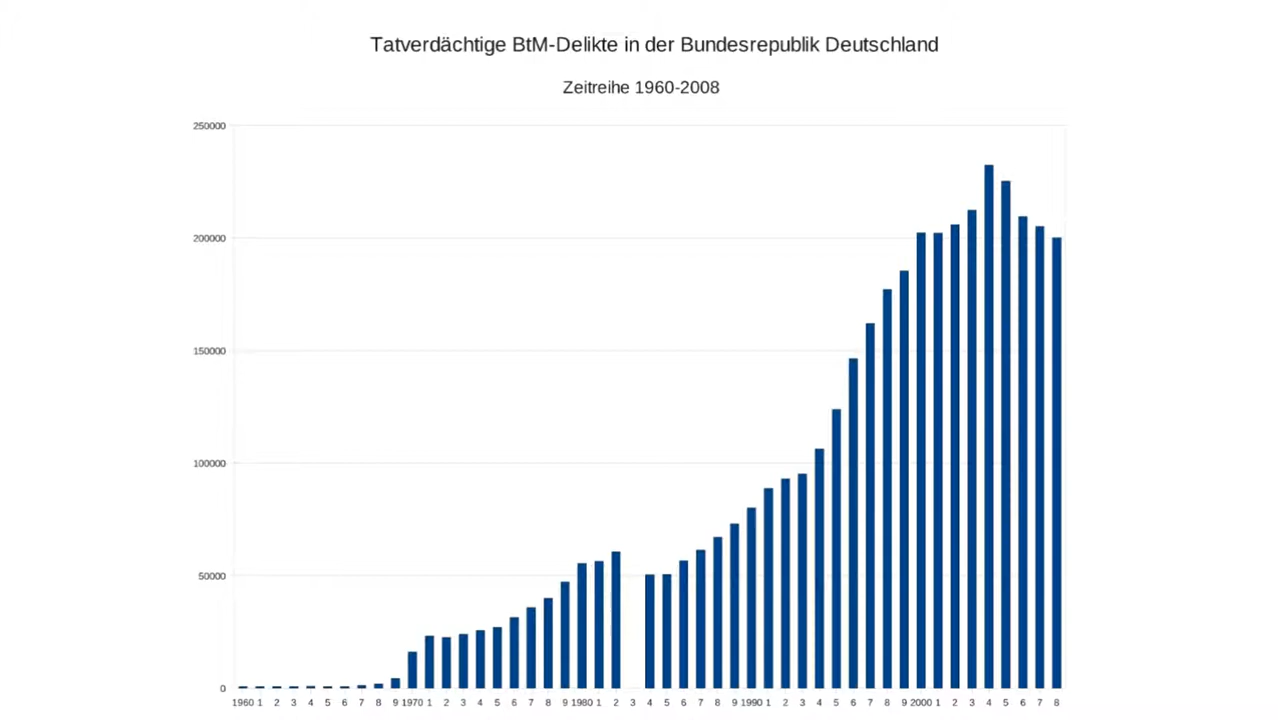 Tatverdächtige BtM-Delikte in der Bundesrepublik Deutschland
Zeitreihe 1960-2008
250000
200000
150000
100000
50000
0
1960 1 2 3 4 5 6 7 8 9 1970 1 2 3 4 5 6 7 8 9 1980 1 2 3 4 5 6 7 8 9 1990 1 2 3 4 5 6 7 8 9 2000 1 2 3 4 5 6 7 8